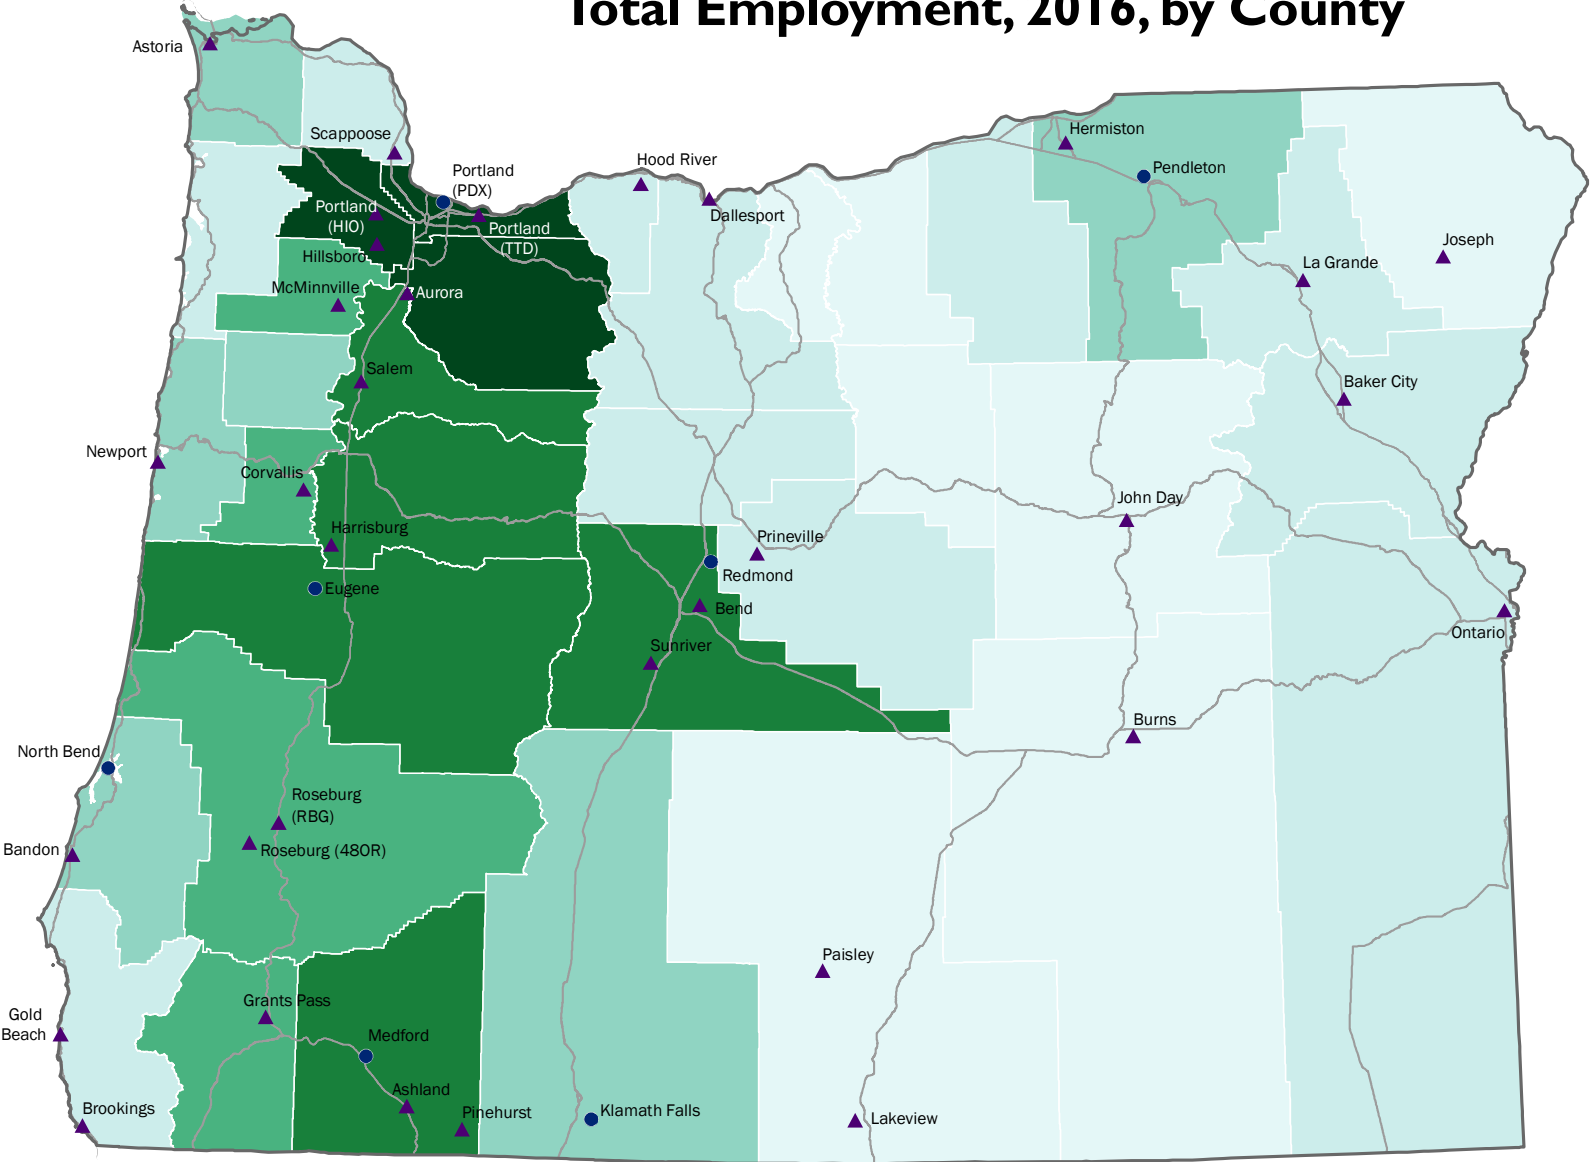 Total Employment, 2016, by County
Astoria
Scappoose
Portland
(PDX)
Hood River
Hermiston
Pendleton
Portland
(HIO)
Portland
(TTD)
Dallesport
Hillsboro
La Grande
Joseph
McMinnville
Aurora
Salem
Baker City
Newport
Corvallis
John Day
Harrisburg
Prineville
Redmond
Eugene
Bend
Ontario
Sunriver
Burns
North Bend
Roseburg
(RBG)
Bandon
Roseburg (48OR)
Paisley
Grants Pass
Gold
Beach
Medford
Ashland
Brookings
Pinehurst
Klamath Falls
Lakeview